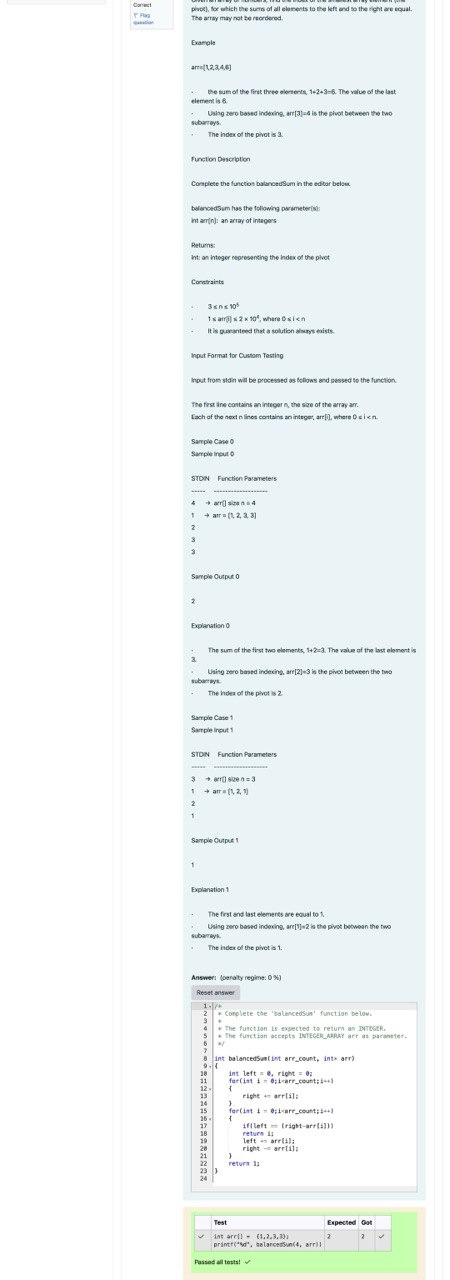 Correct
Flag
question
Given an array of numbers, find the index of the smallest array element (the
pivot), for which the sums of all elements to the left and to the right are equal.
The array may not be reordered.
Example
arr=[1,2,3,4,6]
· the sum of the first three elements, 1+2+3=6. The value of the last
element is 6.
· Using zero based indexing, arr[3]=4 is the pivot between the two
subarrays.
· The index of the pivot is 3.
Function Description
Complete the function balancedSum in the editor below.
balancedSum has the following parameter(s):
int arr[n]: an array of integers
Returns:
int: an integer representing the index of the pivot
Constraints
· 3 ≤ n ≤ 10⁵
· 1 ≤ arr[i] ≤ 2 × 10⁴, where 0 ≤ i < n
· It is guaranteed that a solution always exists.
Input Format for Custom Testing
Input from stdin will be processed as follows and passed to the function.
The first line contains an integer n, the size of the array arr.
Each of the next n lines contains an integer, arr[i], where 0 ≤ i < n.
Sample Case 0
Sample Input 0
STDIN Function Parameters
----- -------------------
4 → arr[] size n = 4
1 → arr = [1, 2, 3, 3]
2
3
3
Sample Output 0
2
Explanation 0
· The sum of the first two elements, 1+2=3. The value of the last element is
3.
· Using zero based indexing, arr[2]=3 is the pivot between the two
subarrays.
· The index of the pivot is 2.
Sample Case 1
Sample Input 1
STDIN Function Parameters
----- -------------------
3 → arr[] size n = 3
1 → arr = [1, 2, 1]
2
1
Sample Output 1
1
Explanation 1
· The first and last elements are equal to 1.
· Using zero based indexing, arr[1]=2 is the pivot between the two
subarrays.
· The index of the pivot is 1.
Answer: (penalty regime: 0 %)
Reset answer
1 /*
2 * Complete the 'balancedSum' function below.
3 *
4 * The function is expected to return an INTEGER.
5 * The function accepts INTEGER_ARRAY arr as parameter.
6 */
7
8 int balancedSum(int arr_count, int* arr)
9 {
10 int left = 0, right = 0;
11 for(int i = 0;i<arr_count;i++)
12 {
13 right += arr[i];
14 }
15 for(int i = 0;i<arr_count;i++)
16 {
17 if(left == (right-arr[i]))
18 return i;
19 left += arr[i];
20 right -= arr[i];
21 }
22 return 1;
23 }
24
Test Expected Got
✓ int arr[] = {1,2,3,3}; 2 2 ✓
printf("%d", balancedSum(4, arr))
Passed all tests! ✓